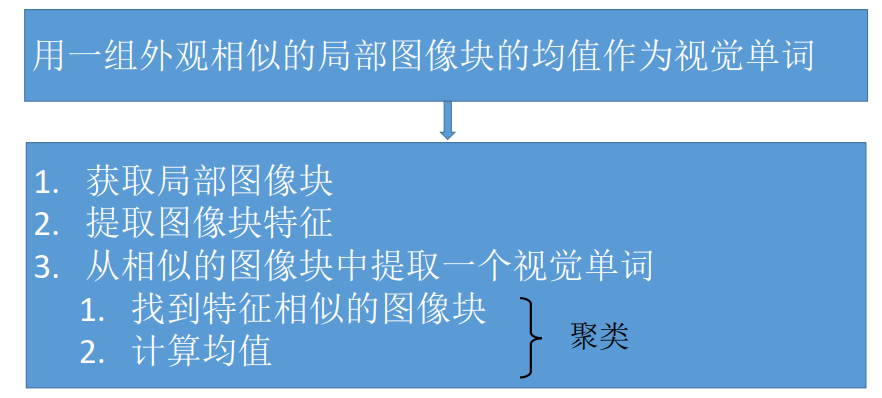 用一组外观相似的局部图像块的均值作为视觉单词
1. 获取局部图像块
2. 提取图像块特征
3. 从相似的图像块中提取一个视觉单词
1. 找到特征相似的图像块
2. 计算均值
聚类